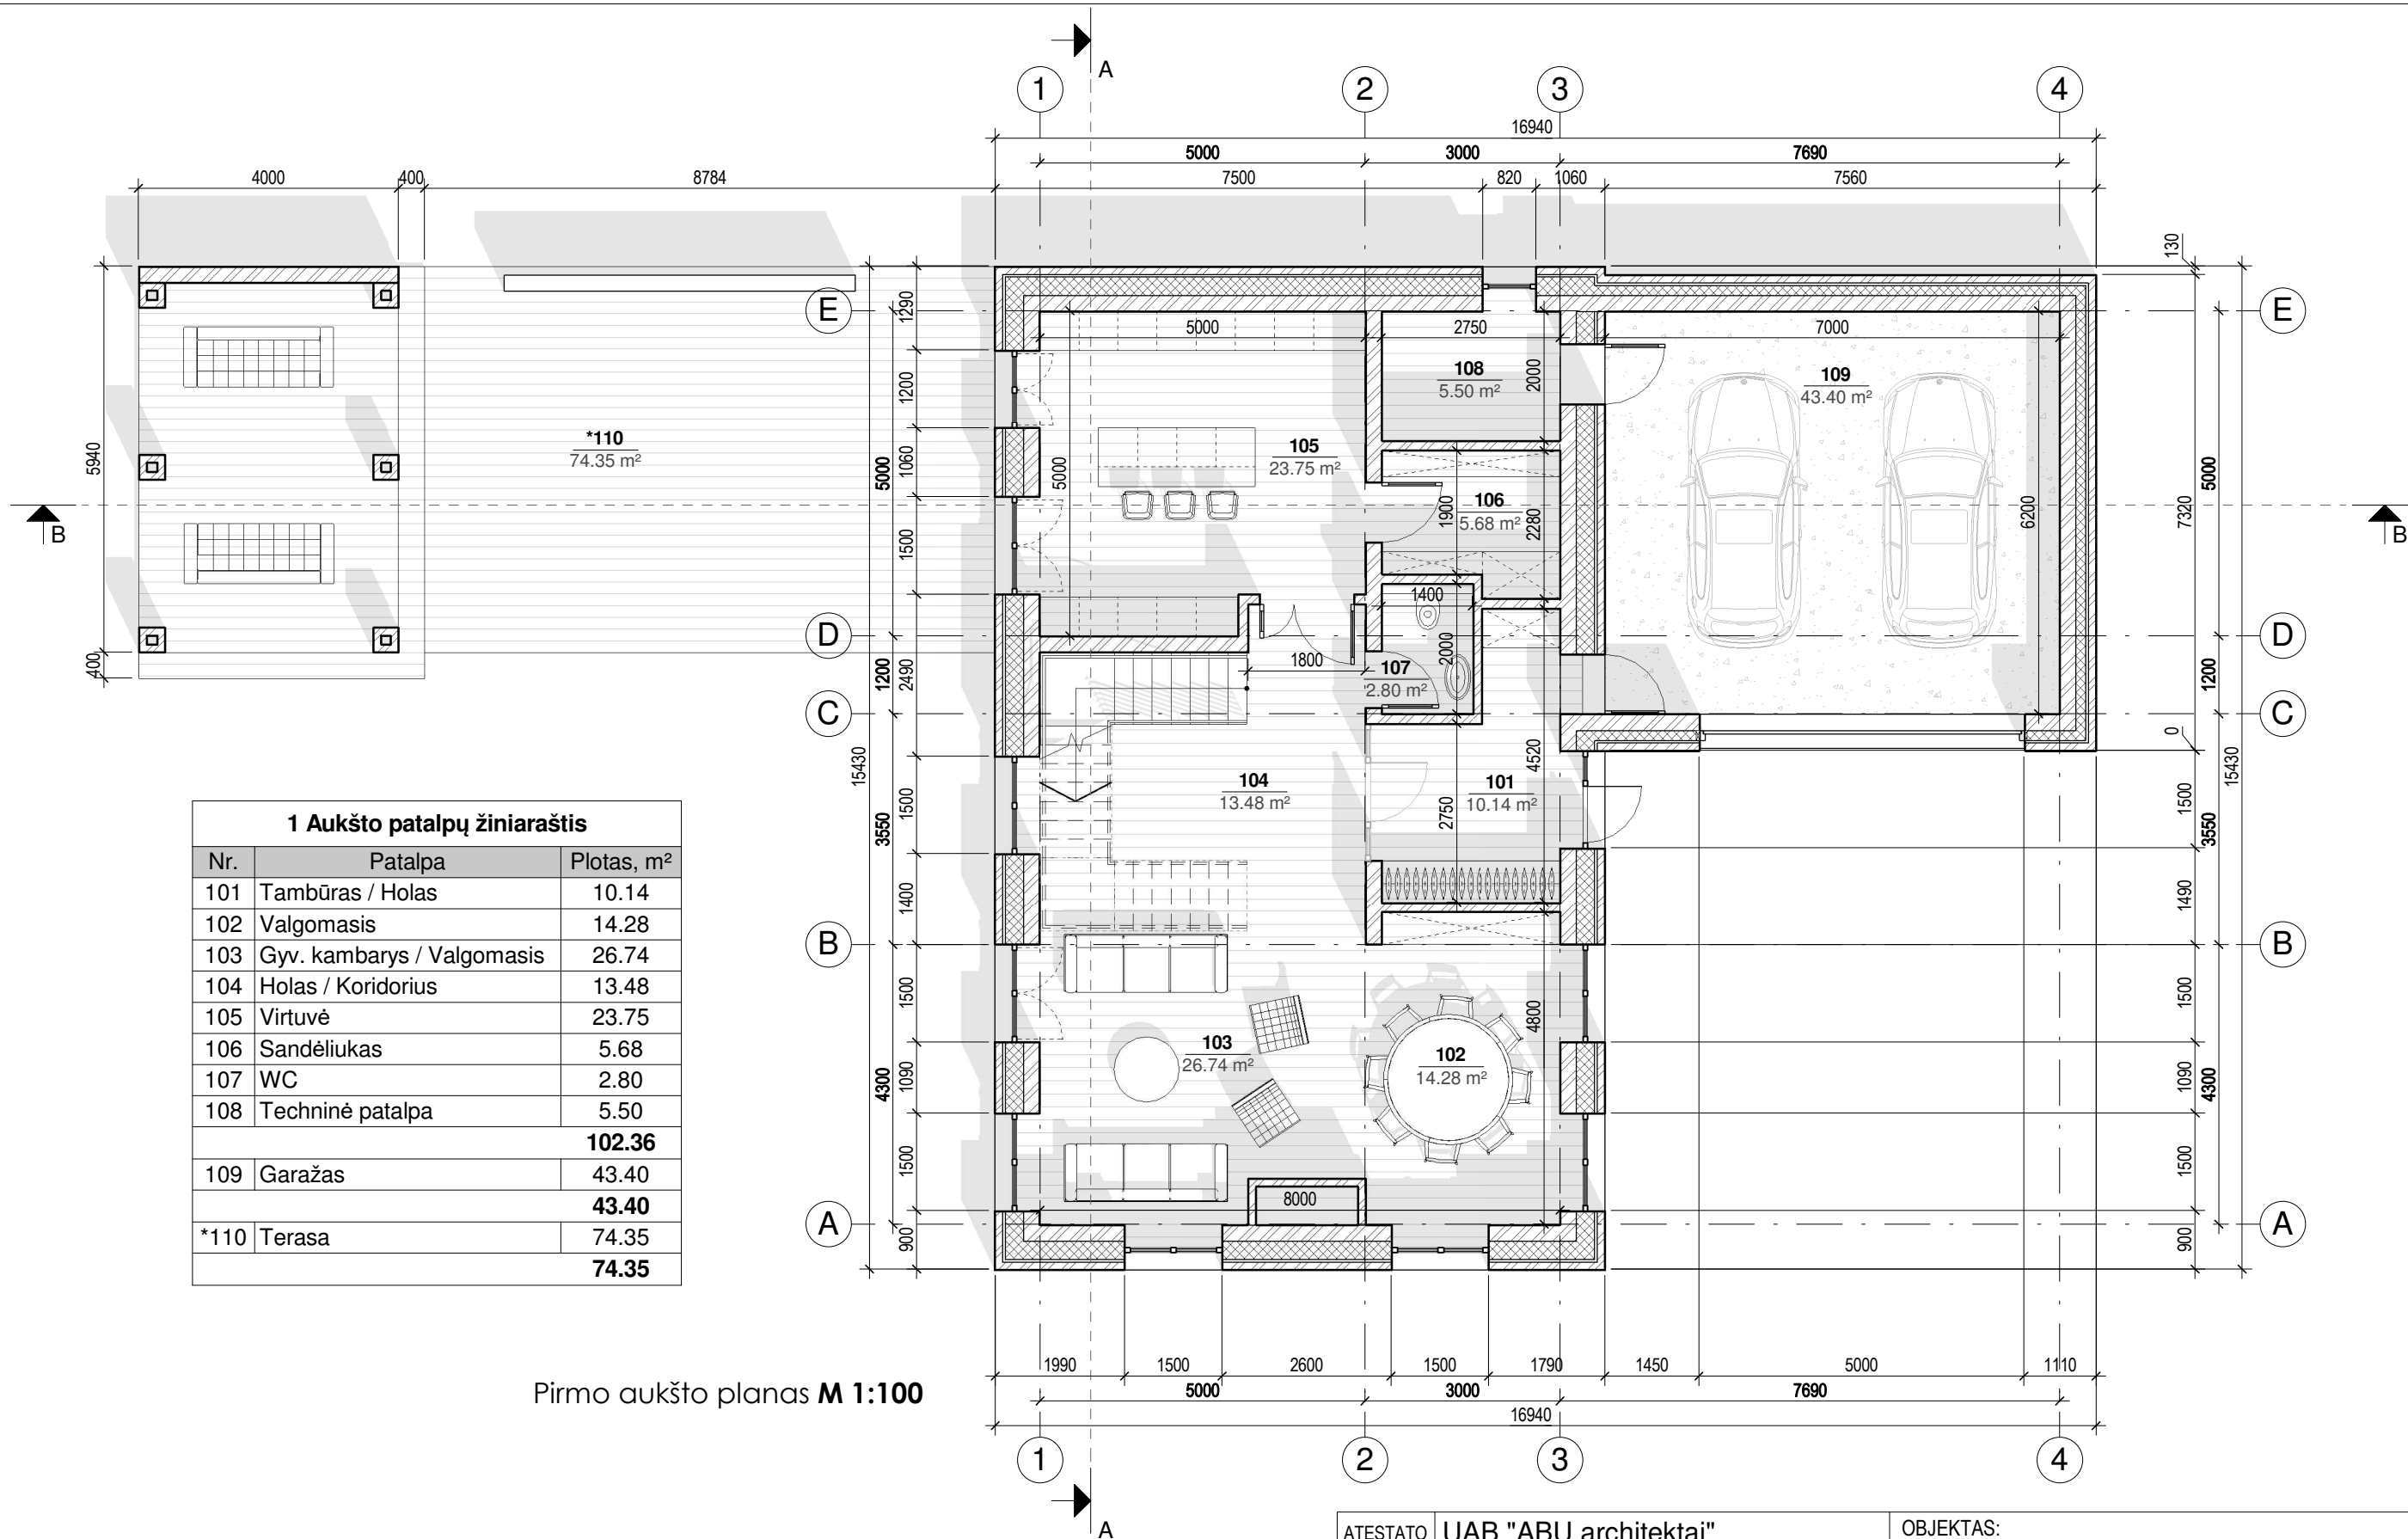 A
1
2
3
4
16940
5000
3000
7690
4000
400
8784
7500
820
1060
7560
130
E
1290
5000
2750
7000
E
108
5.50 m²
2000
109
43.40 m²
1200
*110
74.35 m²
5940
5000
1060
5000
105
23.75 m²
5000
7320
1900
106
5.68 m²
2280
6200
B
B
1500
1400
D
D
400
1200
2490
1800
107
2.80 m²
2000
1200
C
C
0
15430
15430
4520
104
13.48 m²
101
10.14 m²
2750
1500
1500
3550
3550
1400
1490
B
B
1500
1500
4800
103
26.74 m²
102
14.28 m²
1090
1090
4300
4300
1500
1500
8000
A
A
900
900
1 Aukšto patalpų žiniaraštis
Nr. Patalpa Plotas, m²
101 Tambūras / Holas 10.14
102 Valgomasis 14.28
103 Gyv. kambarys / Valgomasis 26.74
104 Holas / Koridorius 13.48
105 Virtuvė 23.75
106 Sandėliukas 5.68
107 WC 2.80
108 Techninė patalpa 5.50
102.36
109 Garažas 43.40
43.40
*110 Terasa 74.35
74.35
1990
1500
2600
1500
1790
1450
5000
1110
Pirmo aukšto planas M 1:100
5000
3000
7690
16940
1
2
3
4
A
ATESTATO
UAB "ABU architektai"
OBJEKTAS: